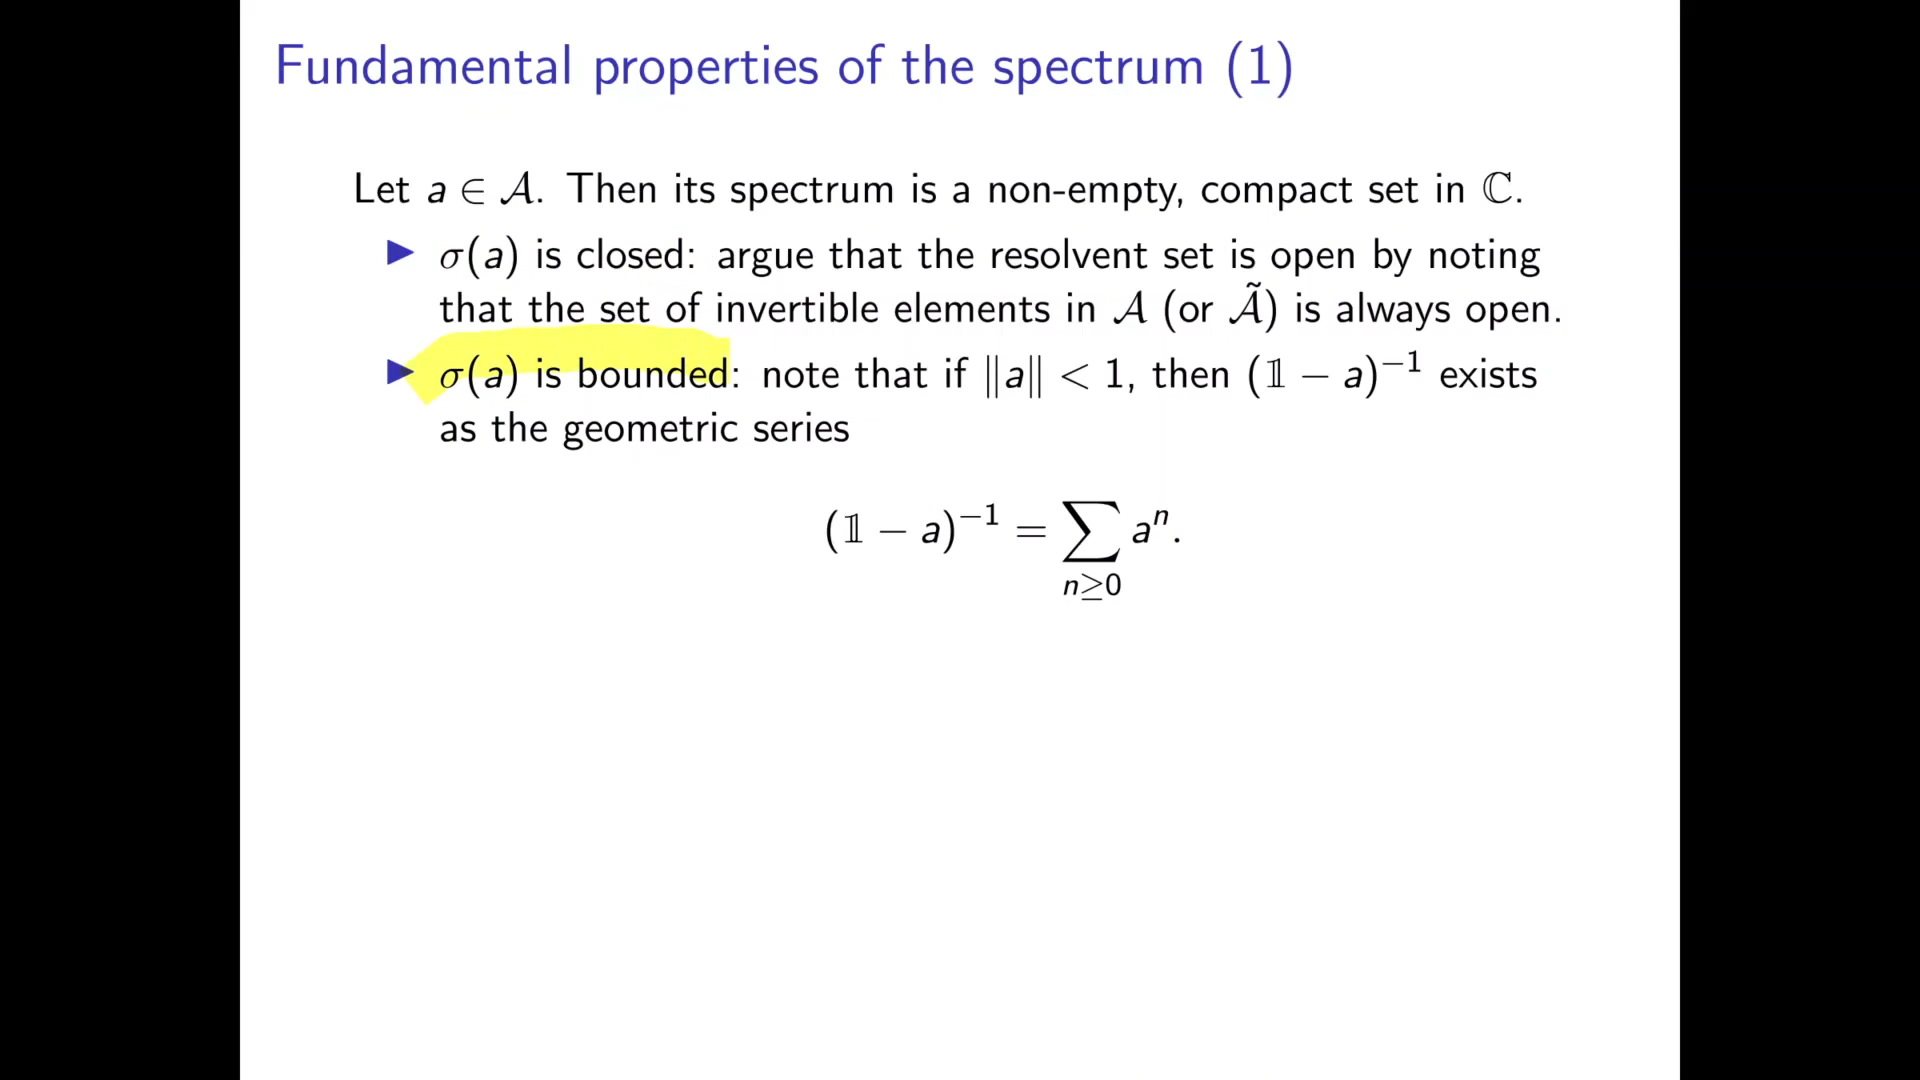 Fundamental properties of the spectrum (1)
Let a ∈ 𝒜. Then its spectrum is a non-empty, compact set in ℂ.
▶ σ(a) is closed: argue that the resolvent set is open by noting
that the set of invertible elements in 𝒜 (or 𝒜̃) is always open.
▶ σ(a) is bounded: note that if ‖a‖ < 1, then (𝟙 − a)⁻¹ exists
as the geometric series
(𝟙 − a)⁻¹ = ∑ aⁿ.
n≥0